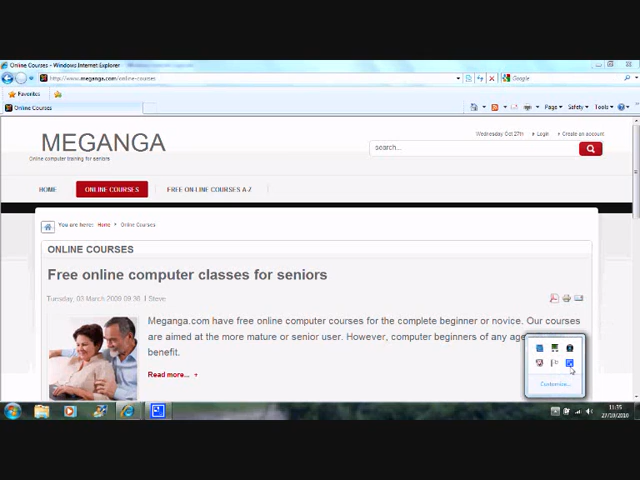 Online Courses - Windows Internet Explorer
http://www.meganga.com/online-courses
Google
Favorites
Online Courses
Page
Safety
Tools
MEGANGA
Online computer training for seniors
Wednesday Oct 27th
Login
Create an account
search...
HOME
ONLINE COURSES
FREE ON-LINE COURSES A-Z
You are here: Home Online Courses
ONLINE COURSES
Free online computer classes for seniors
Tuesday, 03 March 2009 09:30 | Steve
Meganga.com have free online computer courses for the complete beginner or novice. Our courses
are aimed at the more mature or senior user. However, computer beginners of any age
benefit.
Read more... +
Customize...
11:35
27/10/2010